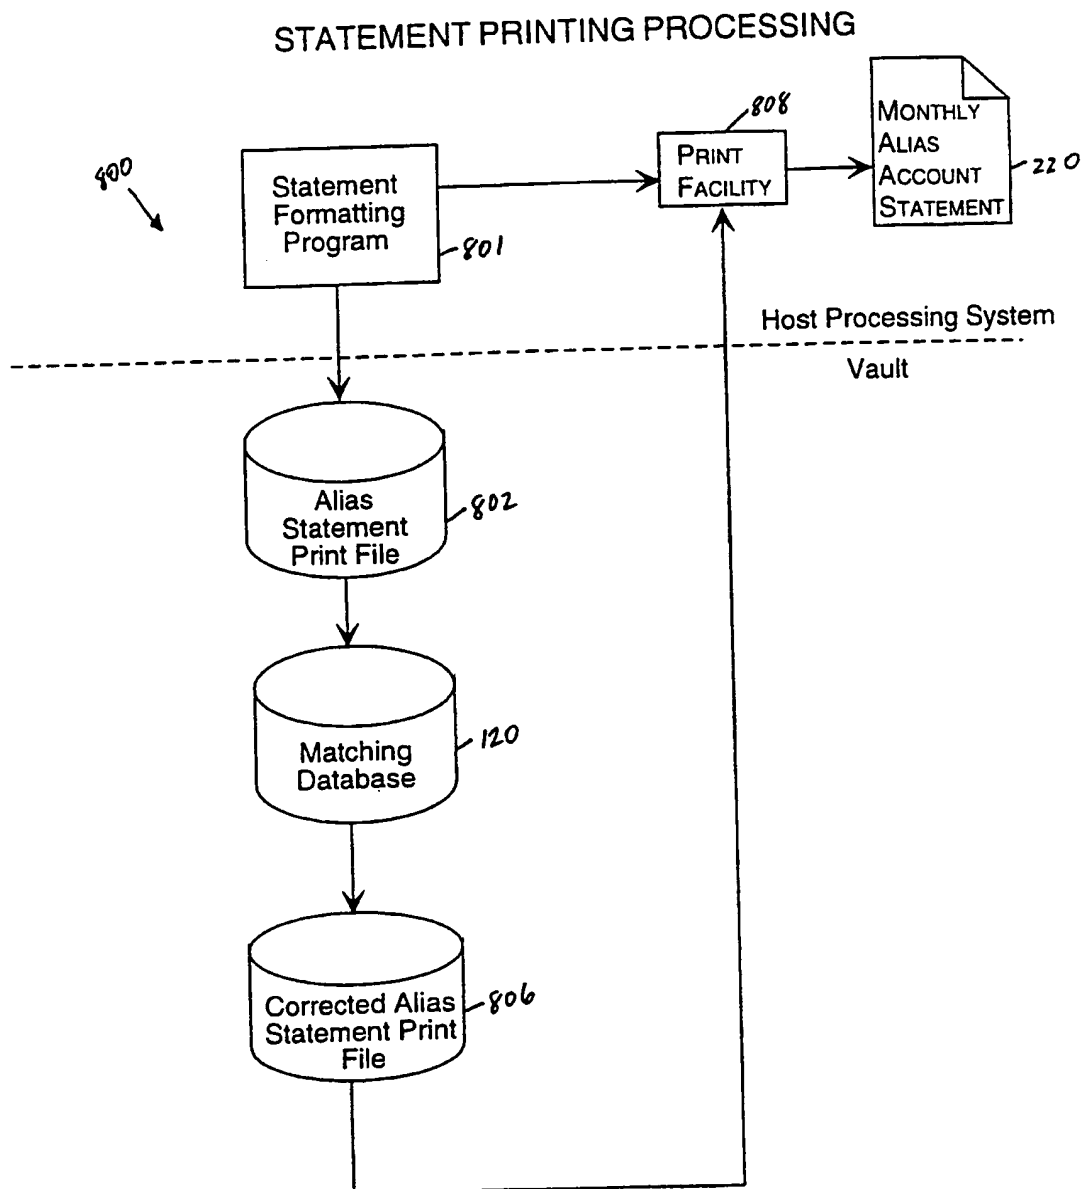 STATEMENT PRINTING PROCESSING
800
Statement
Formatting
Program
801
808
PRINT
FACILITY
MONTHLY
ALIAS
ACCOUNT
STATEMENT
220
Host Processing System
Vault
Alias
Statement
Print File
802
Matching
Database
120
Corrected Alias
Statement Print
File
806